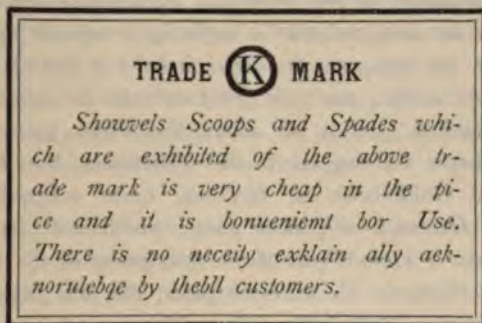 TRADE K MARK
Showvels Scoops and Spades whi-
ch are exhibited of the above tr-
ade mark is very cheap in the pi-
ce and it is bonueniemt bor Use.
There is no neceily exklain ally aek-
norulebqe by thebll customers.